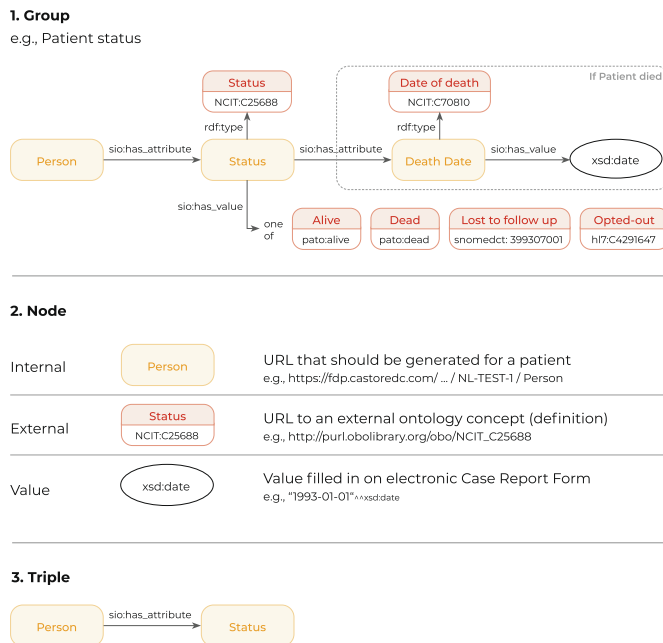 1. Group
e.g., Patient status
If Patient died
Status
NCIT:C25688
Date of death
NCIT:C70810
rdf:type
rdf:type
Person
sio:has_attribute
Status
sio:has_attribute
Death Date
sio:has_value
xsd:date
sio:has_value
one
of
Alive
pato:alive
Dead
pato:dead
Lost to follow up
snomedct: 399307001
Opted-out
hl7:C4291647
2. Node
Internal
Person
URL that should be generated for a patient
e.g., https://fdp.castoredc.com/ ... / NL-TEST-1 / Person
External
Status
NCIT:C25688
URL to an external ontology concept (definition)
e.g., http://purl.obolibrary.org/obo/NCIT_C25688
Value
xsd:date
Value filled in on electronic Case Report Form
e.g., “1993-01-01“^^xsd:date
3. Triple
Person
sio:has_attribute
Status